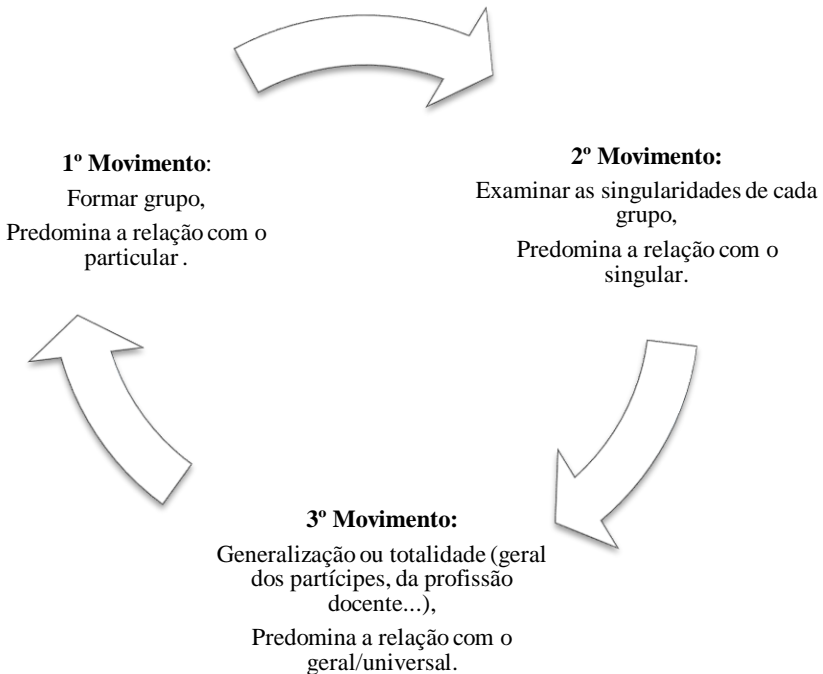 1º Movimento:
Formar grupo,
Predomina a relação com o
particular .
2º Movimento:
Examinar as singularidades de cada
grupo,
Predomina a relação com o
singular.
3º Movimento:
Generalização ou totalidade (geral
dos partícipes, da profissão
docente...),
Predomina a relação com o
geral/universal.